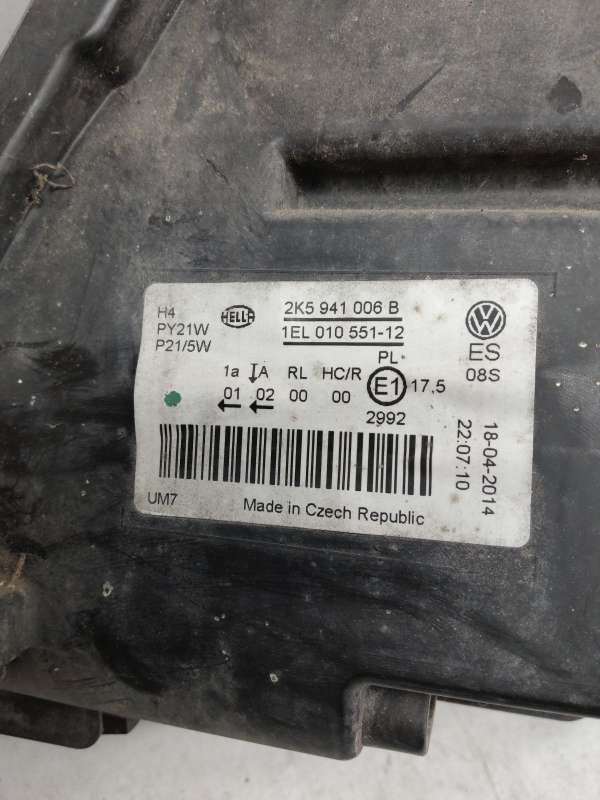 H4
PY21W
P21/5W
HELLA
2K5 941 006 B
1EL 010 551-12
ES
08S
PL
1a A RL HC/R
01 02 00 00
E1 17,5
2992
18-04-2014
22:07:10
UM7
Made in Czech Republic